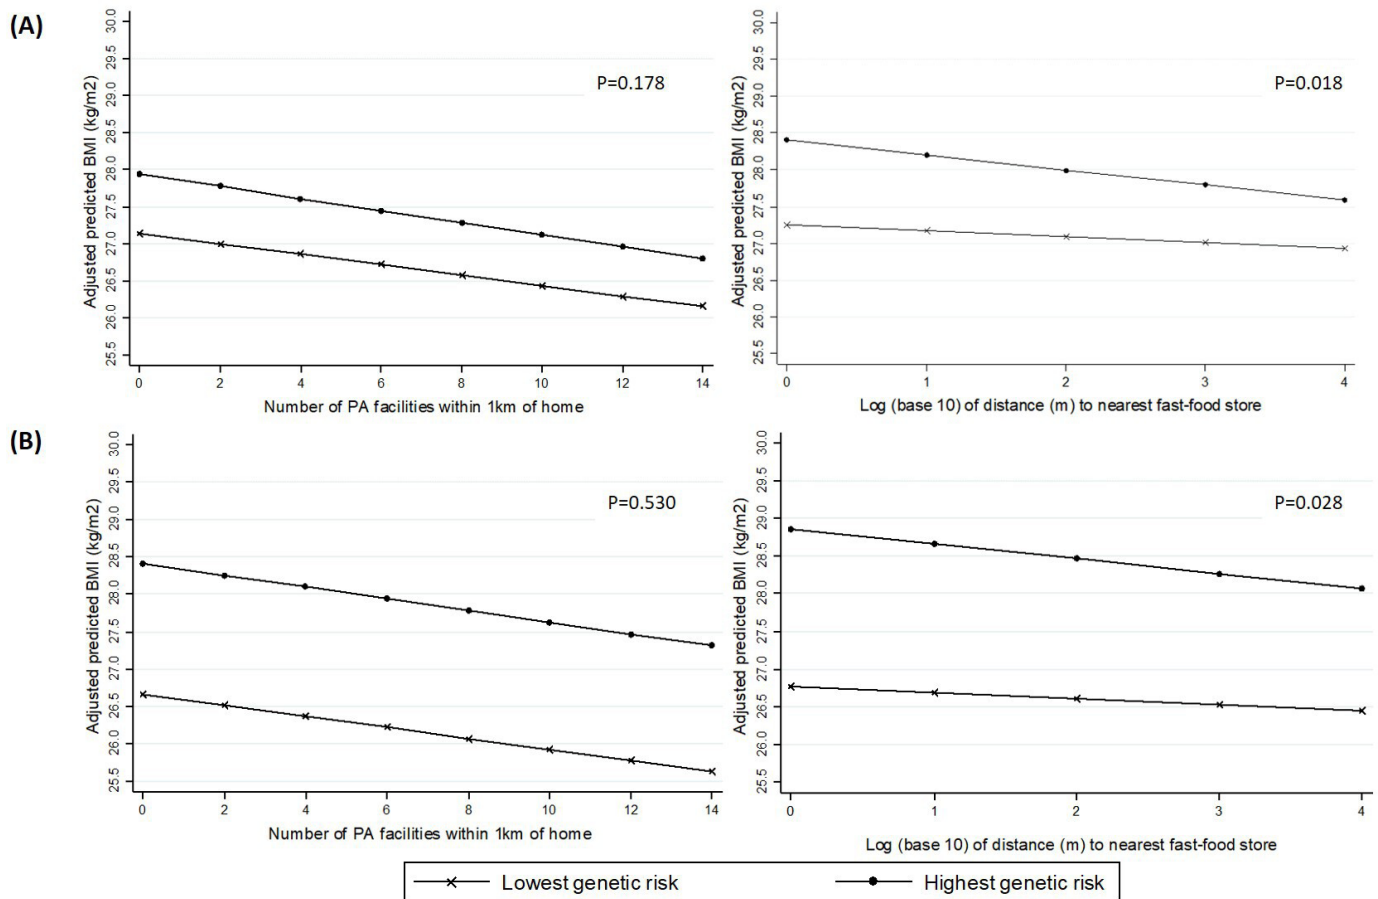 (A)
Adjusted predicted BMI (kg/m2)
30.0
29.5
29.0
28.5
28.0
27.5
27.0
26.5
26.0
25.5
P=0.178
0 2 4 6 8 10 12 14
Number of PA facilities within 1km of home
Adjusted predicted BMI (kg/m2)
30.0
29.5
29.0
28.5
28.0
27.5
27.0
26.5
26.0
25.5
P=0.018
0 1 2 3 4
Log (base 10) of distance (m) to nearest fast-food store
(B)
Adjusted predicted BMI (kg/m2)
30.0
29.5
29.0
28.5
28.0
27.5
27.0
26.5
26.0
25.5
P=0.530
0 2 4 6 8 10 12 14
Number of PA facilities within 1km of home
Adjusted predicted BMI (kg/m2)
30.0
29.5
29.0
28.5
28.0
27.5
27.0
26.5
26.0
25.5
P=0.028
0 1 2 3 4
Log (base 10) of distance (m) to nearest fast-food store
Lowest genetic risk
Highest genetic risk